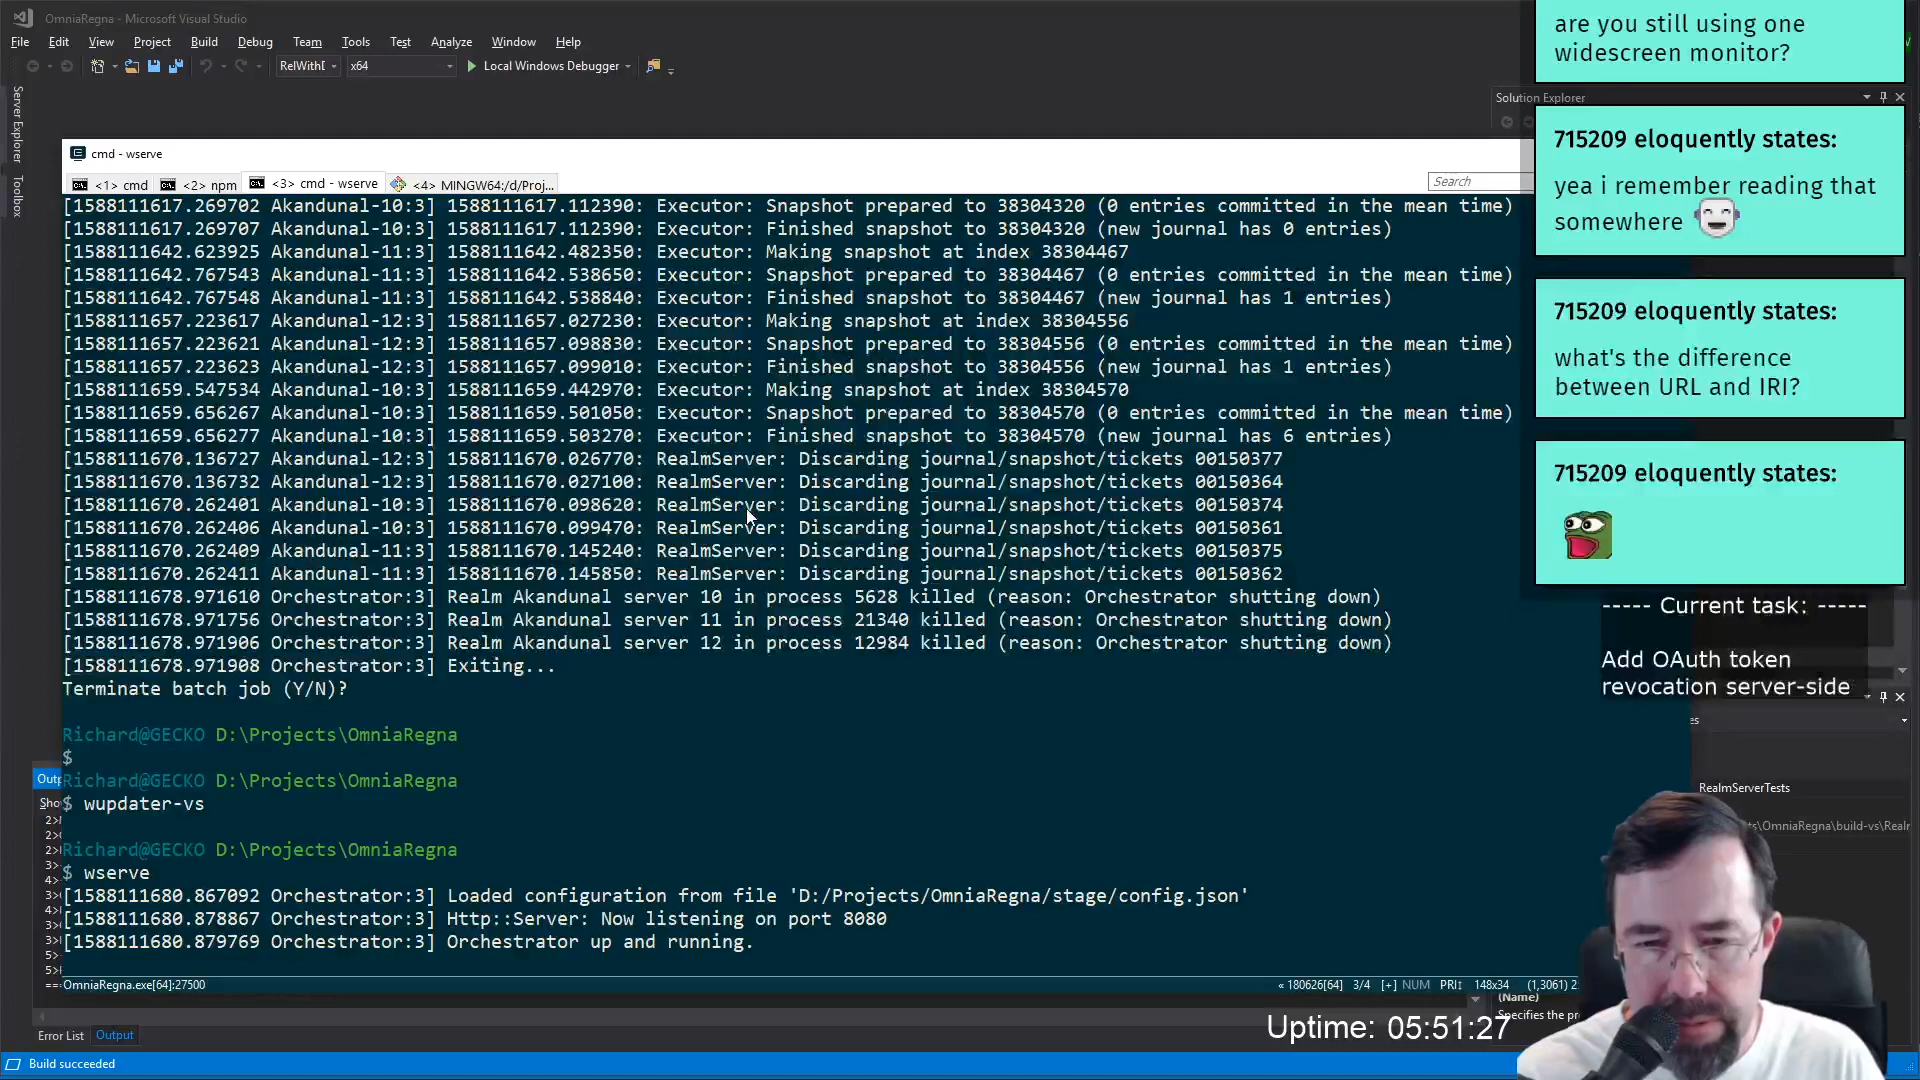 OmniaRegna - Microsoft Visual Studio
File Edit View Project Build Debug Team Tools Test Analyze Window Help
x64 Local Windows Debugger
Server Explorer
Toolbox
Solution Explorer
cmd - wserve
<1> cmd <2> npm <3> cmd - wserve <4> MINGW64:/d/Proj...
Search
[1588111617.269702 Akandunal-10:3] 1588111617.112390: Executor: Snapshot prepared to 38304320 (0 entries committed in the mean time)
[1588111617.269707 Akandunal-10:3] 1588111617.112390: Executor: Finished snapshot to 38304320 (new journal has 0 entries)
[1588111642.623925 Akandunal-11:3] 1588111642.482350: Executor: Making snapshot at index 38304467
[1588111642.767543 Akandunal-11:3] 1588111642.538650: Executor: Snapshot prepared to 38304467 (0 entries committed in the mean time)
[1588111642.767548 Akandunal-11:3] 1588111642.538840: Executor: Finished snapshot to 38304467 (new journal has 1 entries)
[1588111657.223617 Akandunal-12:3] 1588111657.027230: Executor: Making snapshot at index 38304556
[1588111657.223621 Akandunal-12:3] 1588111657.098830: Executor: Snapshot prepared to 38304556 (0 entries committed in the mean time)
[1588111657.223623 Akandunal-12:3] 1588111657.099010: Executor: Finished snapshot to 38304556 (new journal has 1 entries)
[1588111659.547534 Akandunal-10:3] 1588111659.442970: Executor: Making snapshot at index 38304570
[1588111659.656267 Akandunal-10:3] 1588111659.501050: Executor: Snapshot prepared to 38304570 (0 entries committed in the mean time)
[1588111659.656277 Akandunal-10:3] 1588111659.503270: Executor: Finished snapshot to 38304570 (new journal has 6 entries)
[1588111670.136727 Akandunal-12:3] 1588111670.026770: RealmServer: Discarding journal/snapshot/tickets 00150377
[1588111670.136732 Akandunal-12:3] 1588111670.027100: RealmServer: Discarding journal/snapshot/tickets 00150364
[1588111670.262401 Akandunal-10:3] 1588111670.098620: RealmServer: Discarding journal/snapshot/tickets 00150374
[1588111670.262406 Akandunal-10:3] 1588111670.099470: RealmServer: Discarding journal/snapshot/tickets 00150361
[1588111670.262409 Akandunal-11:3] 1588111670.145240: RealmServer: Discarding journal/snapshot/tickets 00150375
[1588111670.262411 Akandunal-11:3] 1588111670.145850: RealmServer: Discarding journal/snapshot/tickets 00150362
[1588111678.971610 Orchestrator:3] Realm Akandunal server 10 in process 5628 killed (reason: Orchestrator shutting down)
[1588111678.971756 Orchestrator:3] Realm Akandunal server 11 in process 21340 killed (reason: Orchestrator shutting down)
[1588111678.971906 Orchestrator:3] Realm Akandunal server 12 in process 12984 killed (reason: Orchestrator shutting down)
[1588111678.971908 Orchestrator:3] Exiting...
Terminate batch job (Y/N)?
Richard@GECKO D:\Projects\OmniaRegna
$
Richard@GECKO D:\Projects\OmniaRegna
$ wupdater-vs
Richard@GECKO D:\Projects\OmniaRegna
$ wserve
[1588111680.867092 Orchestrator:3] Loaded configuration from file 'D:/Projects/OmniaRegna/stage/config.json'
[1588111680.878867 Orchestrator:3] Http::Server: Now listening on port 8080
[1588111680.879769 Orchestrator:3] Orchestrator up and running.
OmniaRegna.exe[64]:27500
« 180626[64] 3/4 [+] NUM PRI↕ 148x34
are you still using one
widescreen monitor?
715209 eloquently states:
yea i remember reading that
somewhere
715209 eloquently states:
what's the difference
between URL and IRI?
715209 eloquently states:
----- Current task: -----
Add OAuth token
revocation server-side
RealmServerTests
(Name)
Uptime: 05:51:27
Error List Output
Build succeeded